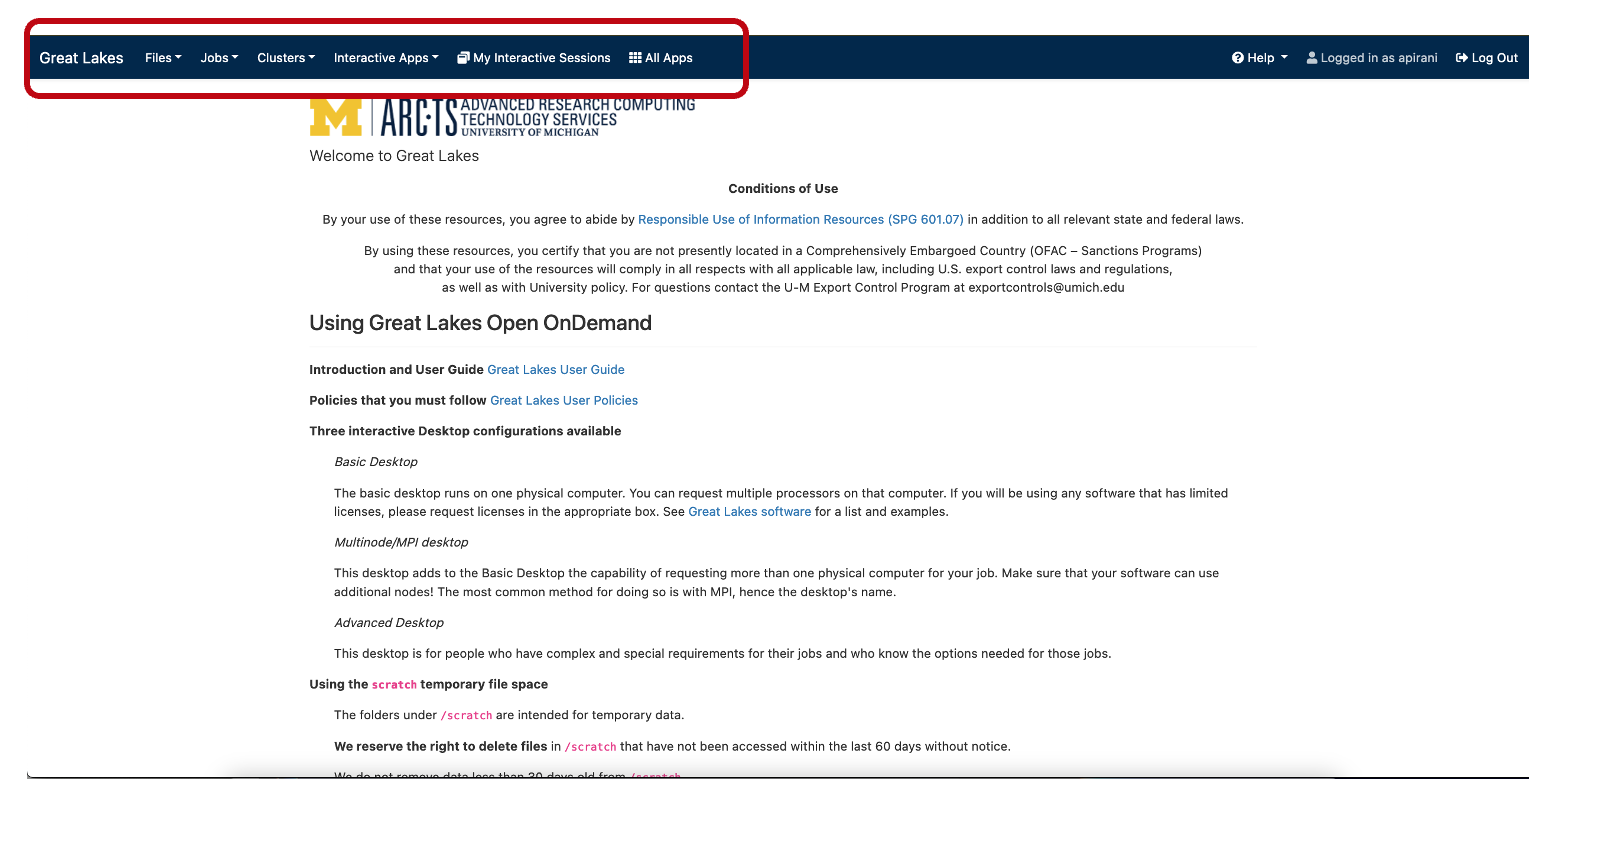 Great Lakes Files Jobs Clusters Interactive Apps My Interactive Sessions All Apps Help Logged in as apirani Log Out
M ARC-TS ADVANCED RESEARCH COMPUTING
TECHNOLOGY SERVICES
UNIVERSITY OF MICHIGAN
Welcome to Great Lakes
Conditions of Use
By your use of these resources, you agree to abide by Responsible Use of Information Resources (SPG 601.07) in addition to all relevant state and federal laws.
By using these resources, you certify that you are not presently located in a Comprehensively Embargoed Country (OFAC – Sanctions Programs)
and that your use of the resources will comply in all respects with all applicable law, including U.S. export control laws and regulations,
as well as with University policy. For questions contact the U-M Export Control Program at exportcontrols@umich.edu
Using Great Lakes Open OnDemand
Introduction and User Guide Great Lakes User Guide
Policies that you must follow Great Lakes User Policies
Three interactive Desktop configurations available
Basic Desktop
The basic desktop runs on one physical computer. You can request multiple processors on that computer. If you will be using any software that has limited
licenses, please request licenses in the appropriate box. See Great Lakes software for a list and examples.
Multinode/MPI desktop
This desktop adds to the Basic Desktop the capability of requesting more than one physical computer for your job. Make sure that your software can use
additional nodes! The most common method for doing so is with MPI, hence the desktop's name.
Advanced Desktop
This desktop is for people who have complex and special requirements for their jobs and who know the options needed for those jobs.
Using the scratch temporary file space
The folders under /scratch are intended for temporary data.
We reserve the right to delete files in /scratch that have not been accessed within the last 60 days without notice.
We do not remove data less than 30 days old from /scratch